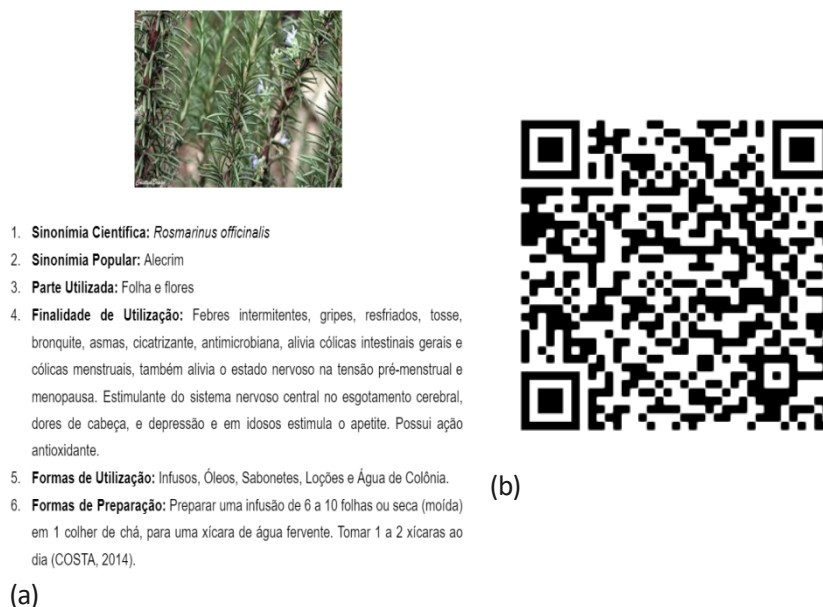 1. Sinonímia Científica: Rosmarinus officinalis
2. Sinonímia Popular: Alecrim
3. Parte Utilizada: Folha e flores
4. Finalidade de Utilização: Febres intermitentes, gripes, resfriados, tosse,
bronquite, asmas, cicatrizante, antimicrobiana, alivia cólicas intestinais gerais e
cólicas menstruais, também alivia o estado nervoso na tensão pré-menstrual e
menopausa. Estimulante do sistema nervoso central no esgotamento cerebral,
dores de cabeça, e depressão e em idosos estimula o apetite. Possui ação
antioxidante.
5. Formas de Utilização: Infusos, Óleos, Sabonetes, Loções e Água de Colônia.
6. Formas de Preparação: Preparar uma infusão de 6 a 10 folhas ou seca (moída)
em 1 colher de chá, para uma xícara de água fervente. Tomar 1 a 2 xícaras ao
dia (COSTA, 2014).
(a)
(b)